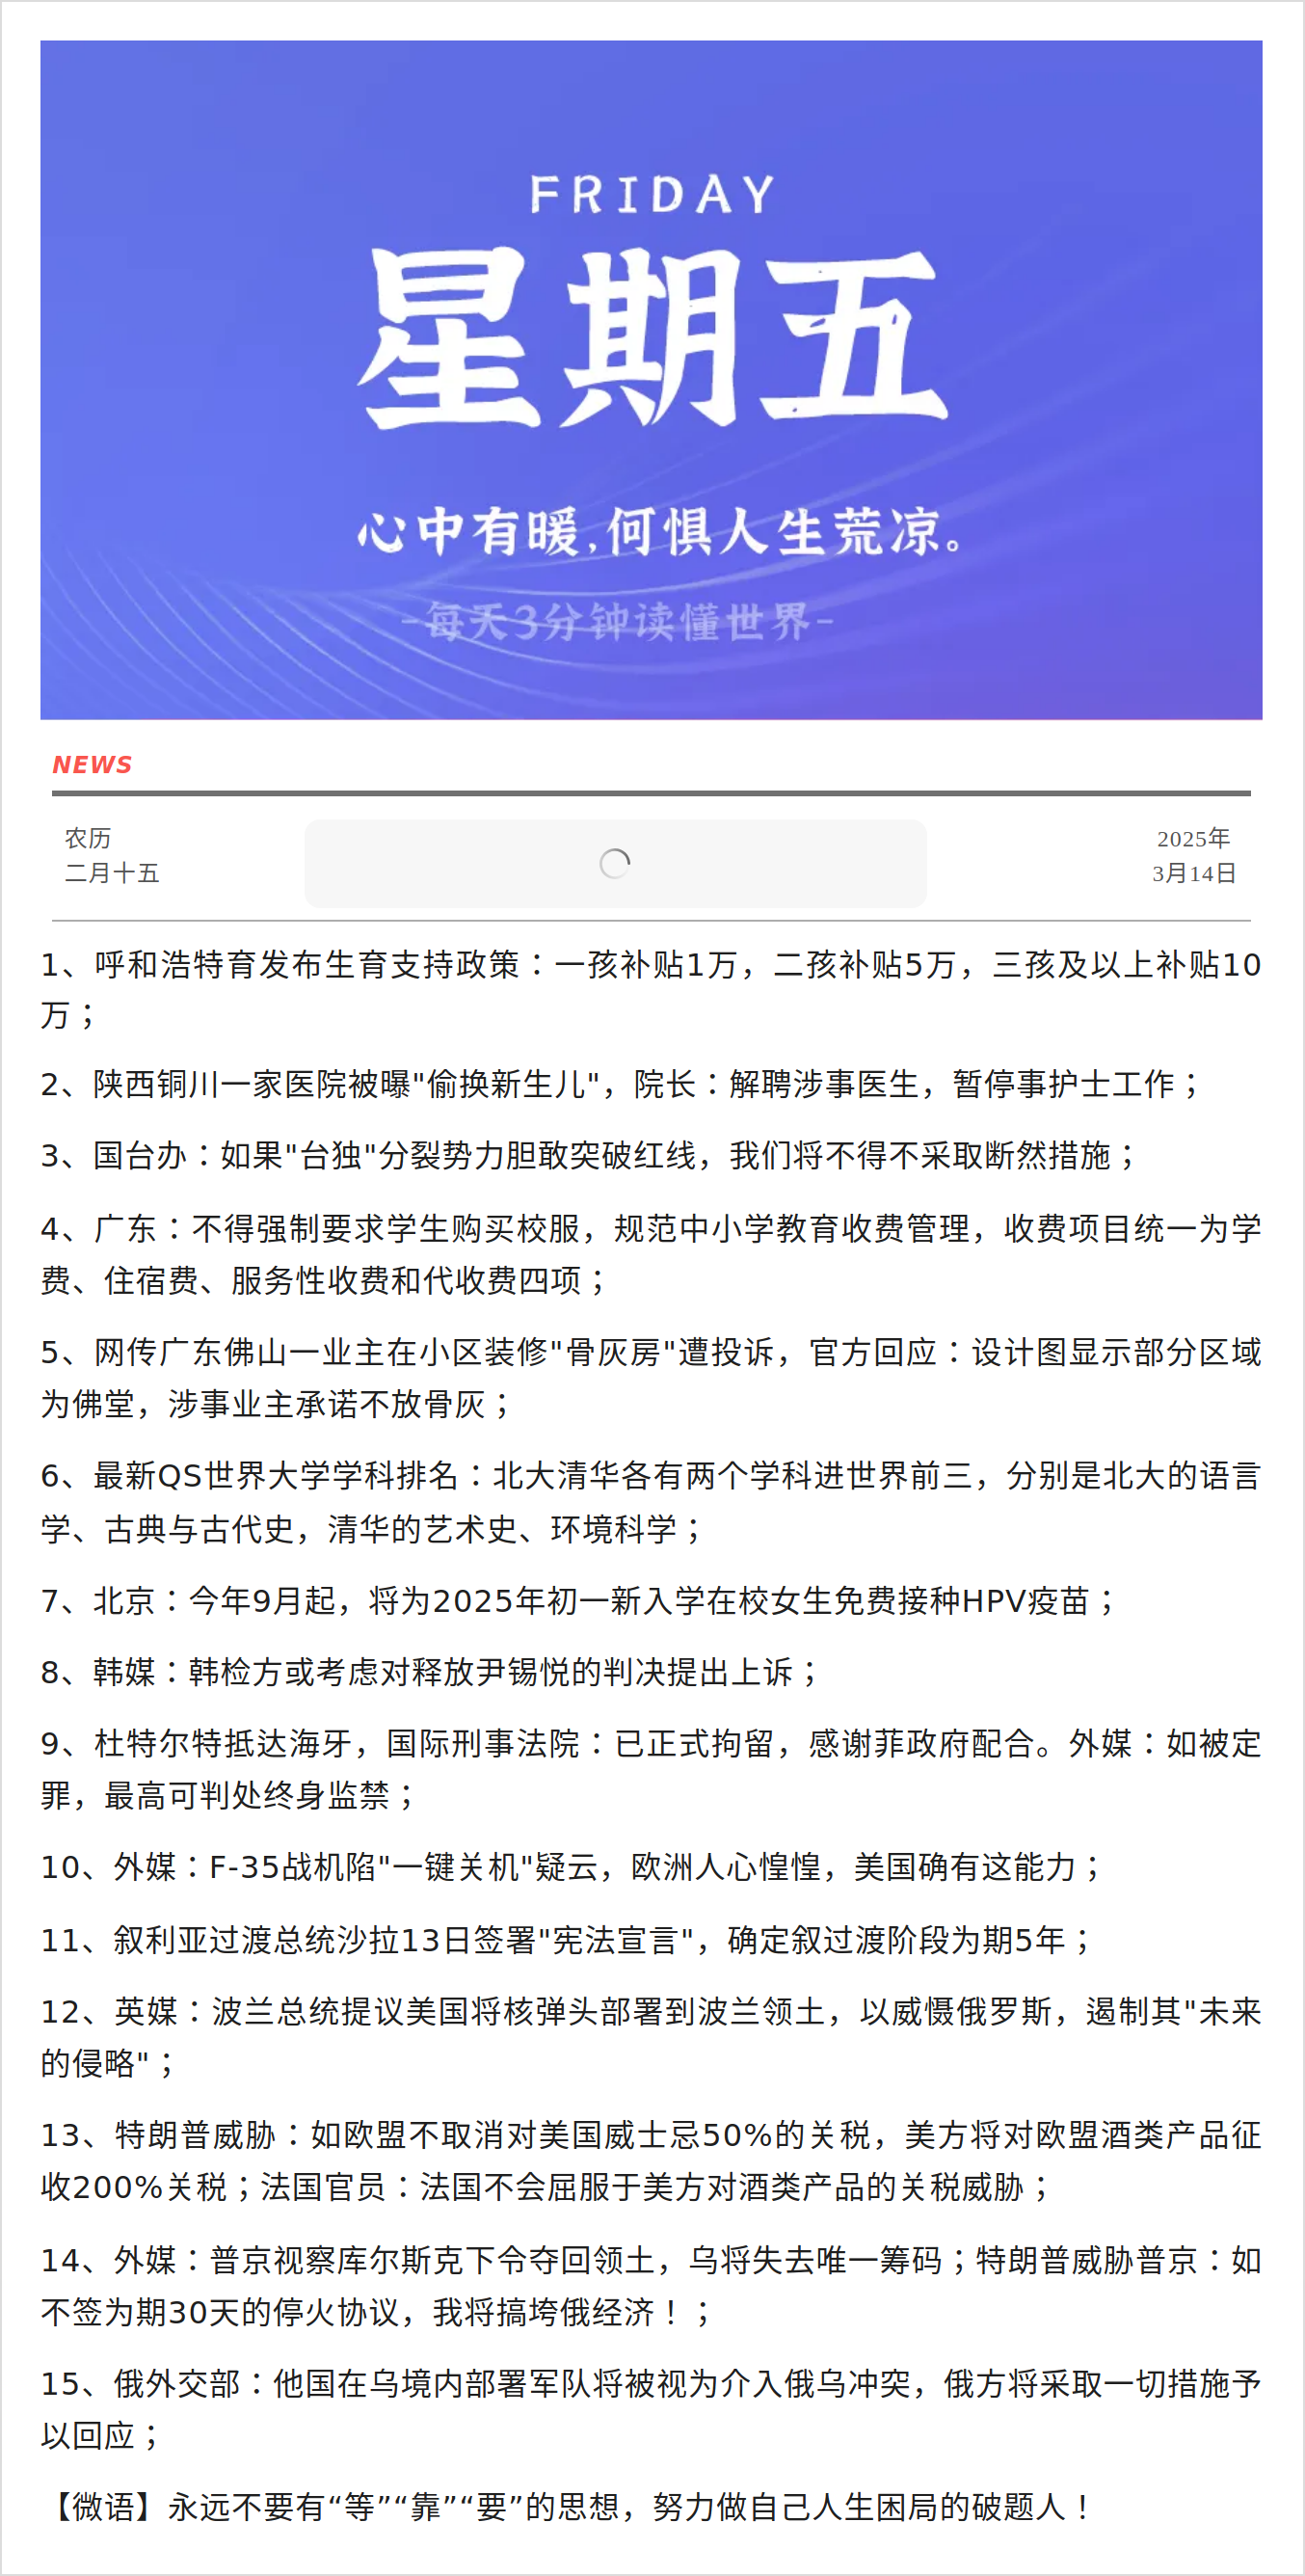 FRIDAY
星期五
心中有暖,何惧人生荒凉。
-每天3分钟读懂世界-
NEWS
农历
二月十五
2025年
3月14日
1、呼和浩特育发布生育支持政策：一孩补贴1万，二孩补贴5万，三孩及以上补贴10
万；
2、陕西铜川一家医院被曝"偷换新生儿"，院长：解聘涉事医生，暂停事护士工作；
3、国台办：如果"台独"分裂势力胆敢突破红线，我们将不得不采取断然措施；
4、广东：不得强制要求学生购买校服，规范中小学教育收费管理，收费项目统一为学
费、住宿费、服务性收费和代收费四项；
5、网传广东佛山一业主在小区装修"骨灰房"遭投诉，官方回应：设计图显示部分区域
为佛堂，涉事业主承诺不放骨灰；
6、最新QS世界大学学科排名：北大清华各有两个学科进世界前三，分别是北大的语言
学、古典与古代史，清华的艺术史、环境科学；
7、北京：今年9月起，将为2025年初一新入学在校女生免费接种HPV疫苗；
8、韩媒：韩检方或考虑对释放尹锡悦的判决提出上诉；
9、杜特尔特抵达海牙，国际刑事法院：已正式拘留，感谢菲政府配合。外媒：如被定
罪，最高可判处终身监禁；
10、外媒：F-35战机陷"一键关机"疑云，欧洲人心惶惶，美国确有这能力；
11、叙利亚过渡总统沙拉13日签署"宪法宣言"，确定叙过渡阶段为期5年；
12、英媒：波兰总统提议美国将核弹头部署到波兰领土，以威慑俄罗斯，遏制其"未来
的侵略"；
13、特朗普威胁：如欧盟不取消对美国威士忌50%的关税，美方将对欧盟酒类产品征
收200%关税；法国官员：法国不会屈服于美方对酒类产品的关税威胁；
14、外媒：普京视察库尔斯克下令夺回领土，乌将失去唯一筹码；特朗普威胁普京：如
不签为期30天的停火协议，我将搞垮俄经济！；
15、俄外交部：他国在乌境内部署军队将被视为介入俄乌冲突，俄方将采取一切措施予
以回应；
【微语】永远不要有“等”“靠”“要”的思想，努力做自己人生困局的破题人！